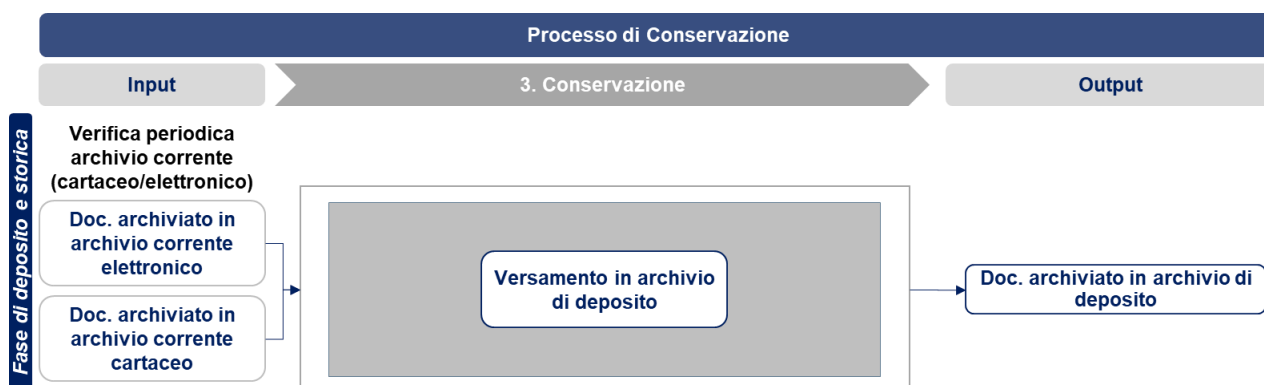 Processo di Conservazione
Input
3. Conservazione
Output
Fase di deposito e storica
Verifica periodica
archivio corrente
(cartaceo/elettronico)
Doc. archiviato in
archivio corrente
elettronico
Doc. archiviato in
archivio corrente
cartaceo
Versamento in archivio
di deposito
Doc. archiviato in archivio di
deposito